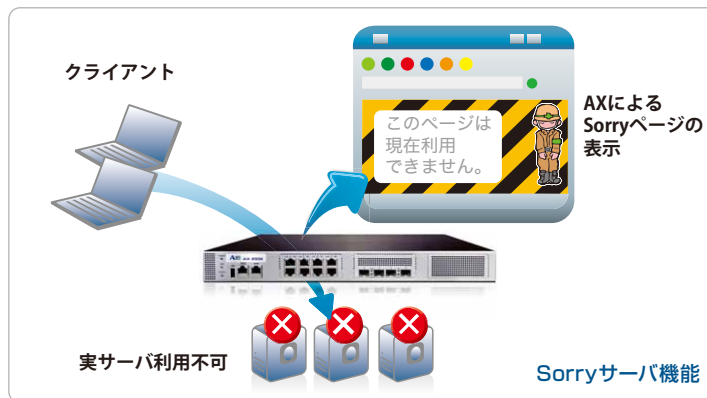 クライアント
このページは
現在利用
できません。
AXによる
Sorryページの
表示
実サーバ利用不可
Sorryサーバ機能